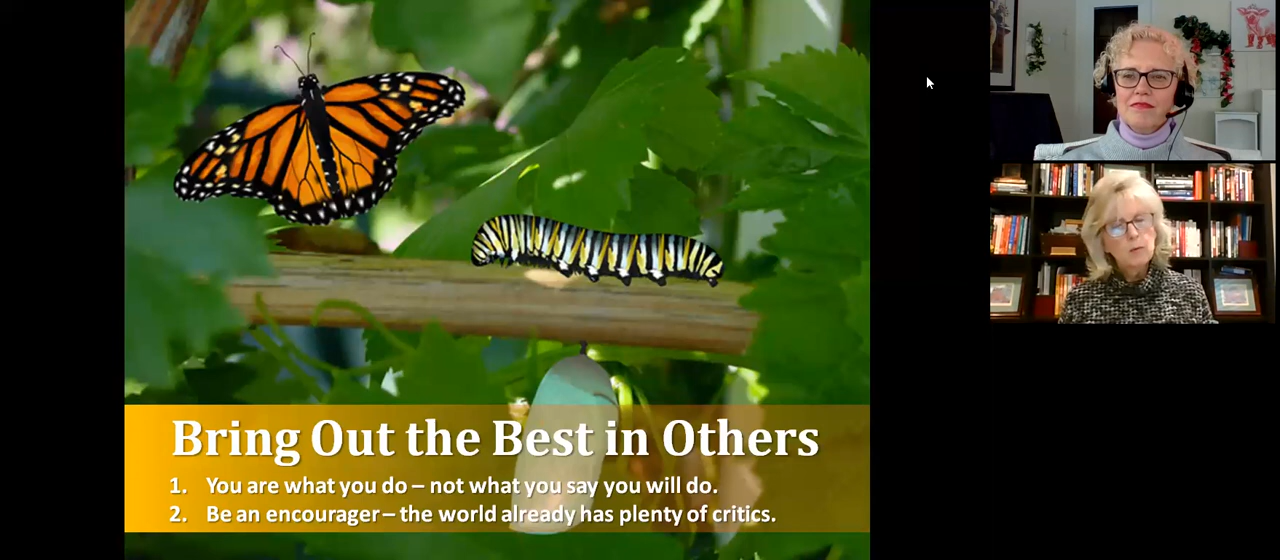 Bring Out the Best in Others
1. You are what you do – not what you say you will do.
2. Be an encourager – the world already has plenty of critics.